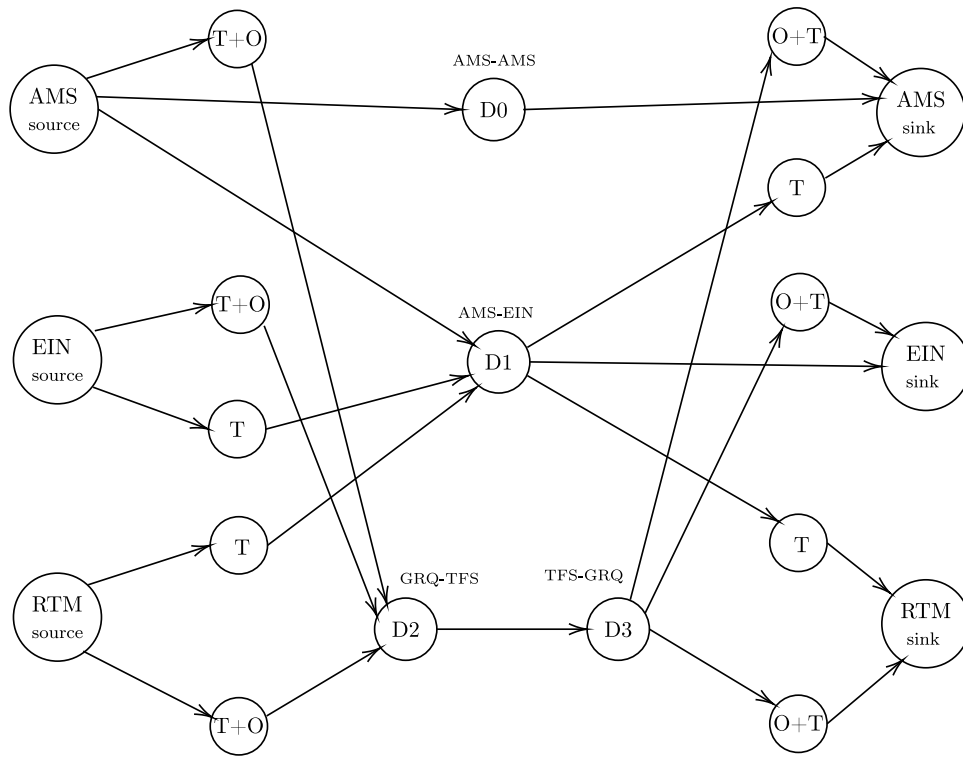 T+O
O+T
AMS-AMS
AMS
source
D0
AMS
sink
T
T+O
O+T
AMS-EIN
EIN
source
D1
EIN
sink
T
T
T
GRQ-TFS
TFS-GRQ
RTM
source
D2
D3
RTM
sink
T+O
O+T